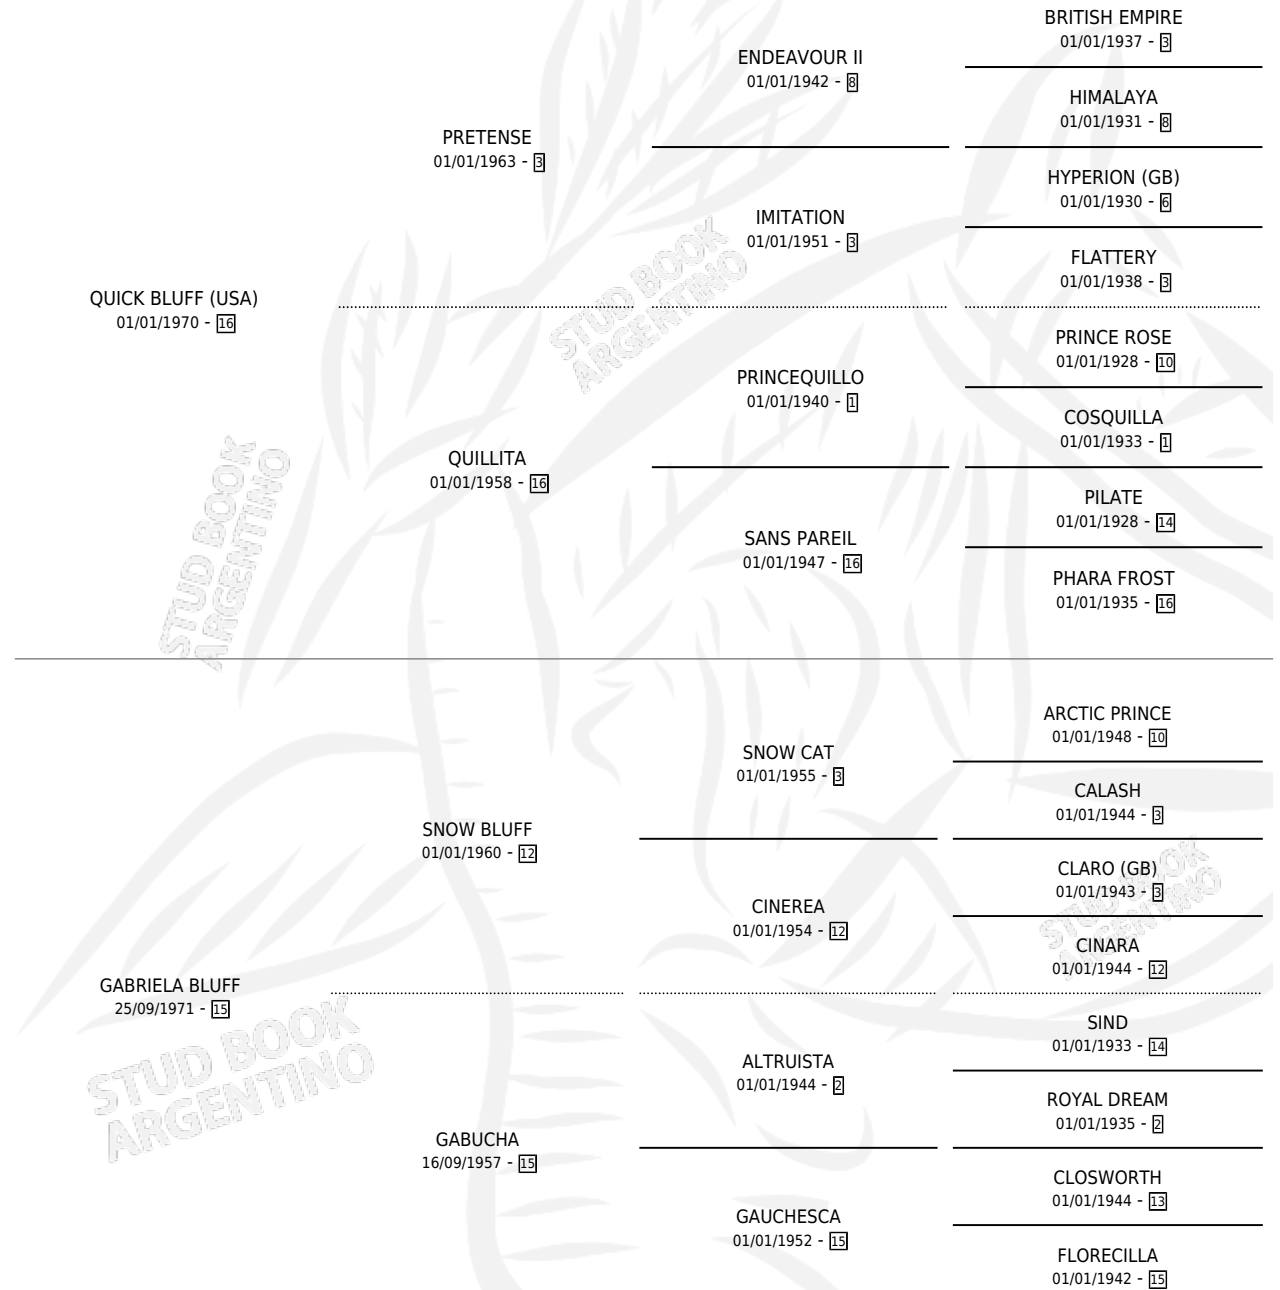 BRITISH EMPIRE
01/01/1937 - 3
ENDEAVOUR II
01/01/1942 - 8
HIMALAYA
01/01/1931 - 8
PRETENSE
01/01/1963 - 3
HYPERION (GB)
01/01/1930 - 6
IMITATION
01/01/1951 - 3
FLATTERY
01/01/1938 - 3
QUICK BLUFF (USA)
01/01/1970 - 16
STUD BOOK
ARGENTINO
PRINCE ROSE
01/01/1928 - 10
PRINCEQUILLO
01/01/1940 - 1
COSQUILLA
01/01/1933 - 1
QUILLITA
01/01/1958 - 16
PILATE
01/01/1928 - 14
SANS PAREIL
01/01/1947 - 16
PHARA FROST
01/01/1935 - 16
STUD BOOK
ARGENTINO
ARCTIC PRINCE
01/01/1948 - 10
SNOW CAT
01/01/1955 - 3
CALASH
01/01/1944 - 3
SNOW BLUFF
01/01/1960 - 12
CLARO (GB)
01/01/1943 - 3
CINEREA
01/01/1954 - 12
CINARA
01/01/1944 - 12
STUD BOOK
ARGENTINO
GABRIELA BLUFF
25/09/1971 - 15
SIND
01/01/1933 - 14
ALTRUISTA
01/01/1944 - 2
ROYAL DREAM
01/01/1935 - 2
STUD BOOK
ARGENTINO
GABUCHA
16/09/1957 - 15
CLOSWORTH
01/01/1944 - 13
GAUCHESCA
01/01/1952 - 15
FLORECILLA
01/01/1942 - 15